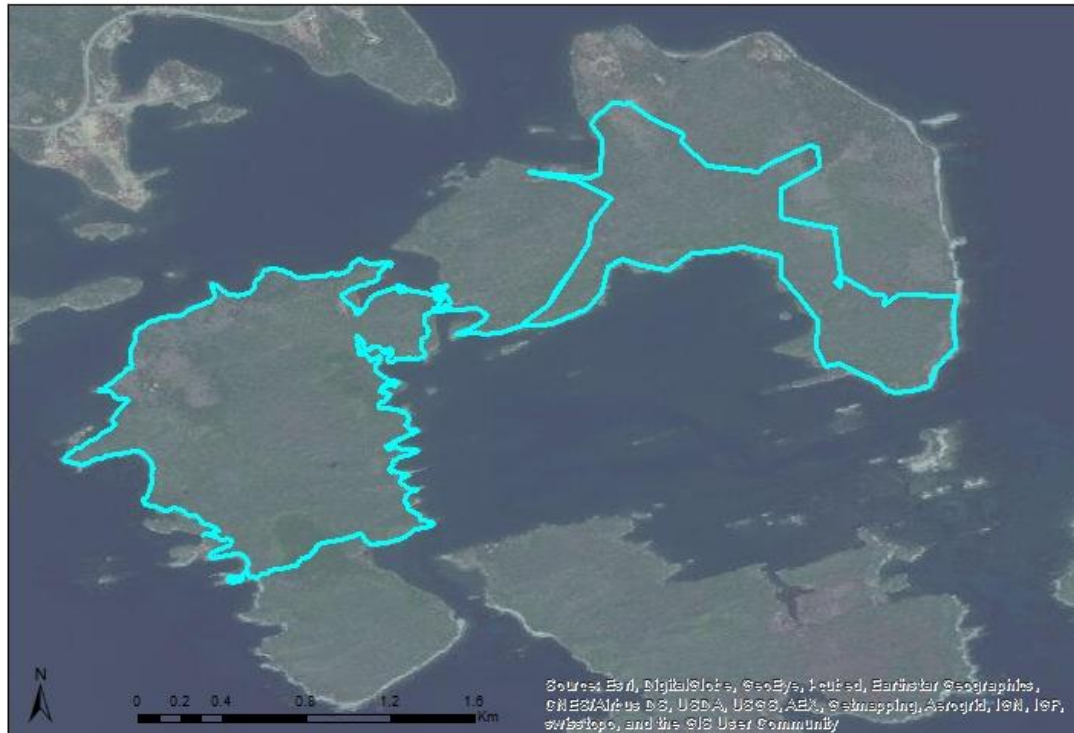 N
0 0.2 0.4 0.8 1.2 1.6
Km
Source: Esri, DigitalGlobe, GeoEye, i-cubed, Earthstar Geographics,
CNES/Airbus DS, USDA, USGS, AEX, Getmapping, Aerogrid, IGN, IGP,
swisstopo, and the GIS User Community